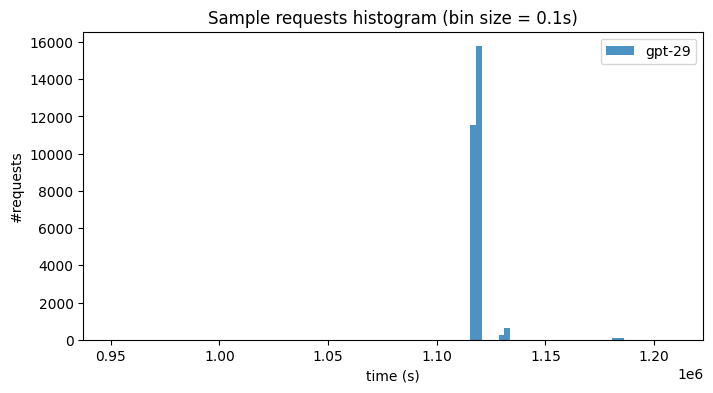 Sample requests histogram (bin size = 0.1s)
gpt-29
#requests
16000
14000
12000
10000
8000
6000
4000
2000
0
0.95 1.00 1.05 1.10 1.15 1.20
1e6
time (s)